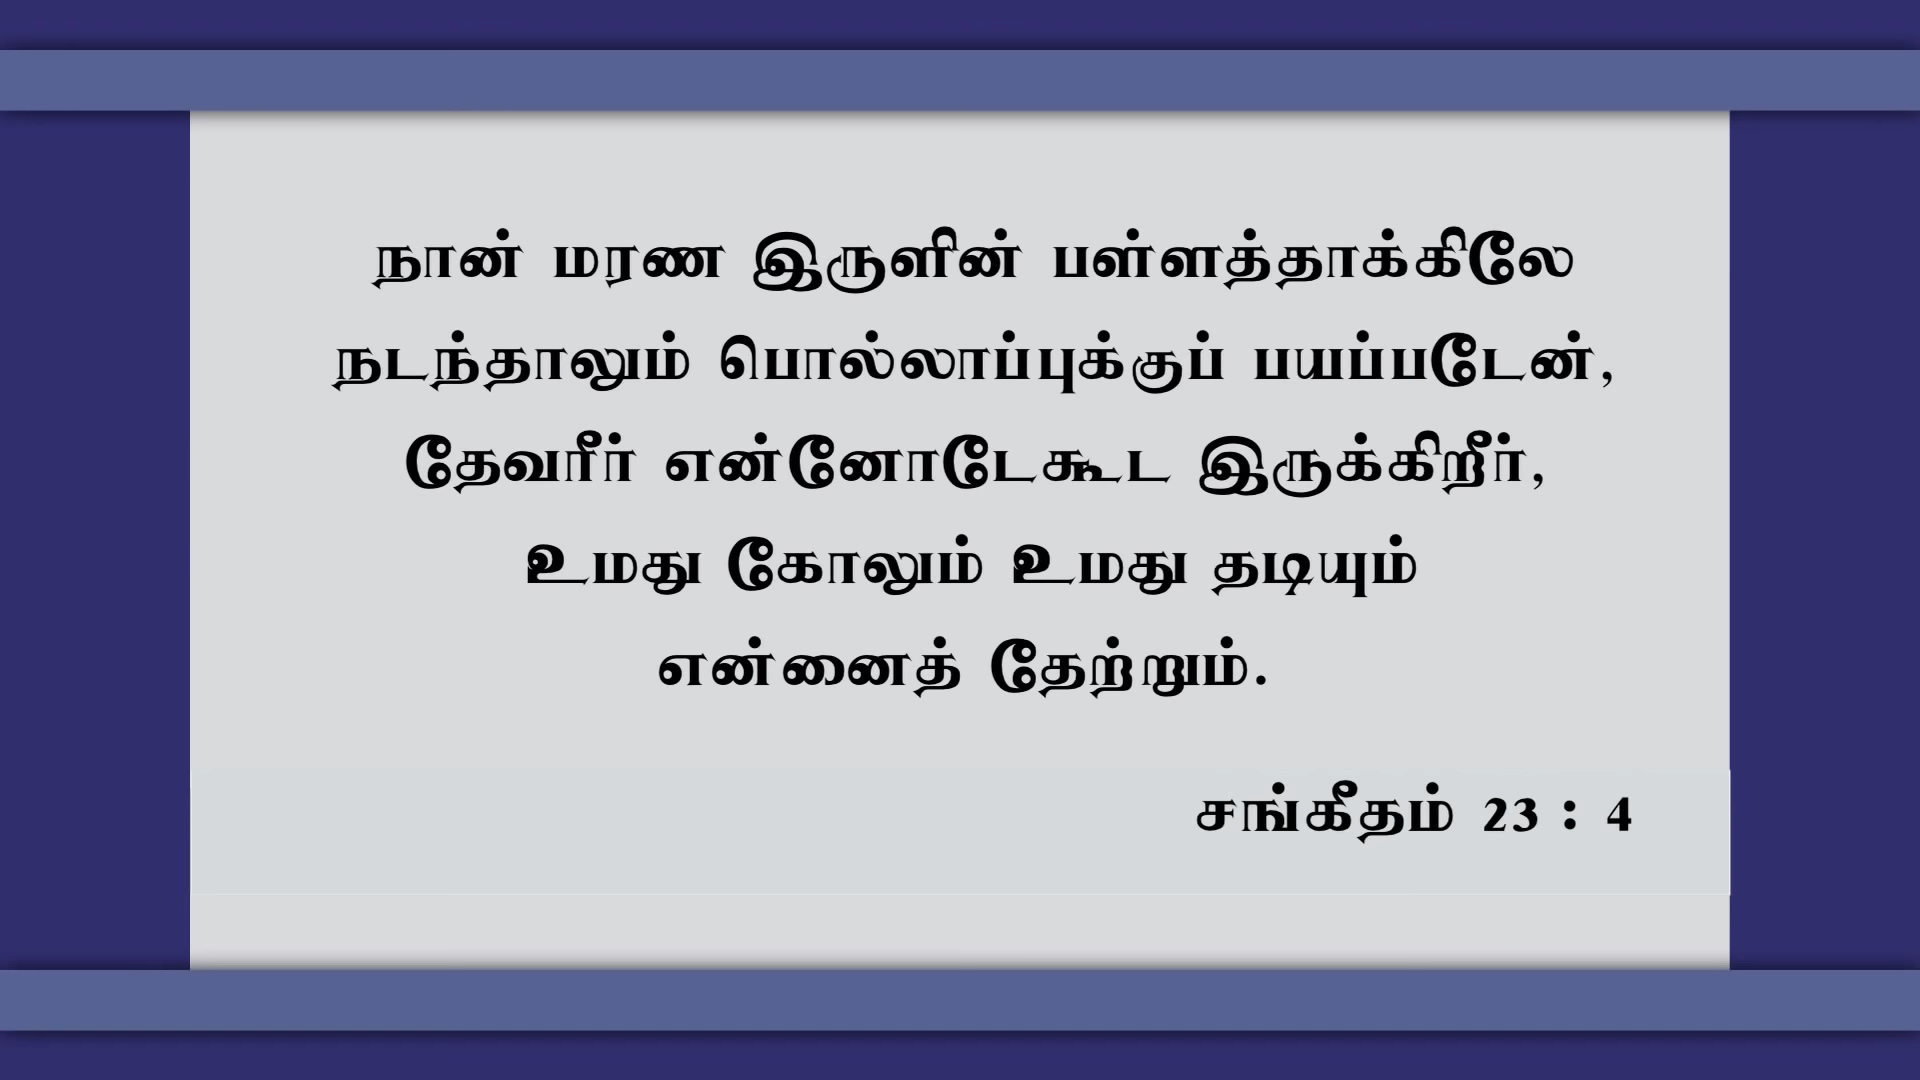 நான் மரண இருளின் பள்ளத்தாக்கிலே
நடந்தாலும் பொல்லாப்புக்குப் பயப்படேன்,
தேவரீர் என்னோடேகூட இருக்கிறீர்,
உமது கோலும் உமது தடியும்
என்னைத் தேற்றும்.
சங்கீதம் 23 : 4